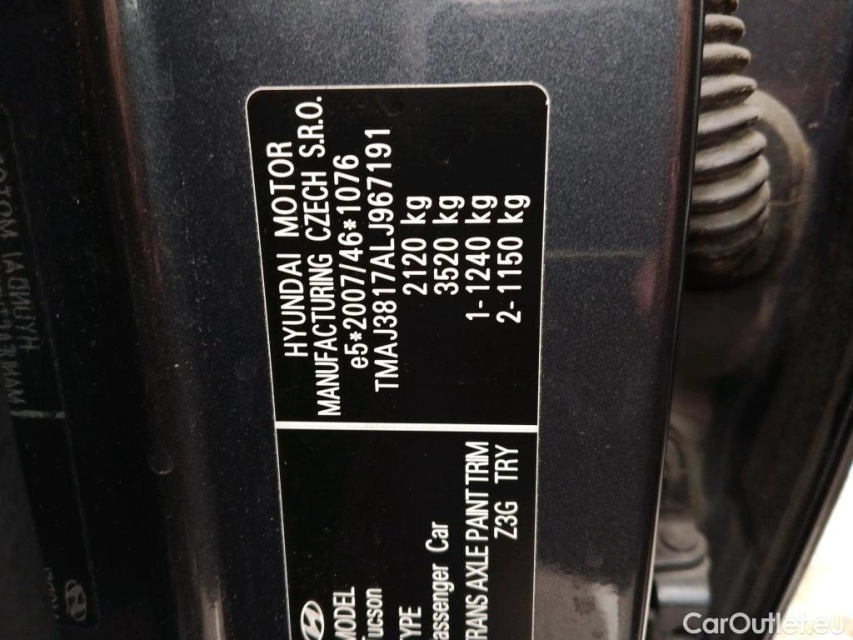 HYUNDAI MOTOR
MANUFACTURING CZECH S.R.O.
e5*2007/46*1076
TMAJ3817ALJ967191
2120 kg
3520 kg
1- 1240 kg
2- 1150 kg
MODEL
Tucson
TYPE
Passenger Car
TRANS AXLE PAINT TRIM
Z3G TRY
CarOutlet.eu